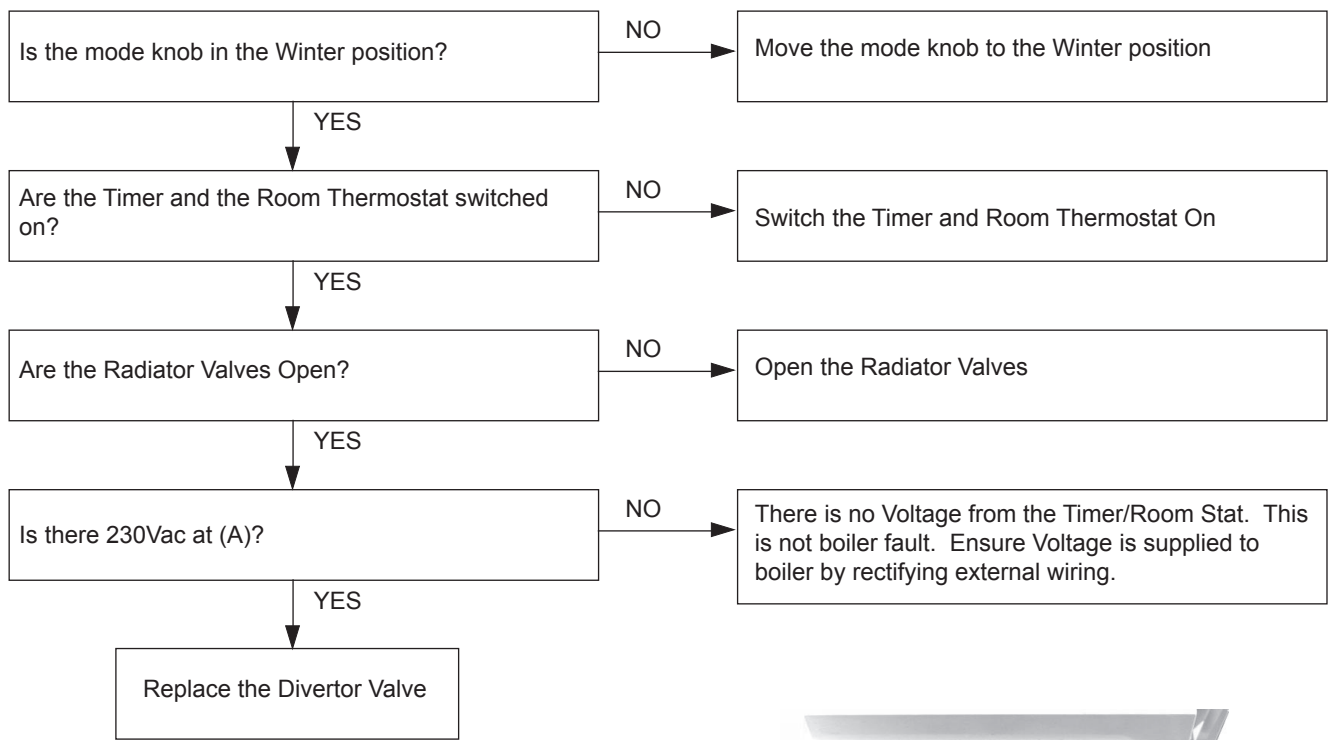 Is the mode knob in the Winter position?
NO
Move the mode knob to the Winter position
YES
Are the Timer and the Room Thermostat switched
on?
NO
Switch the Timer and Room Thermostat On
YES
Are the Radiator Valves Open?
NO
Open the Radiator Valves
YES
Is there 230Vac at (A)?
NO
There is no Voltage from the Timer/Room Stat.  This
is not boiler fault.  Ensure Voltage is supplied to
boiler by rectifying external wiring.
YES
Replace the Divertor Valve